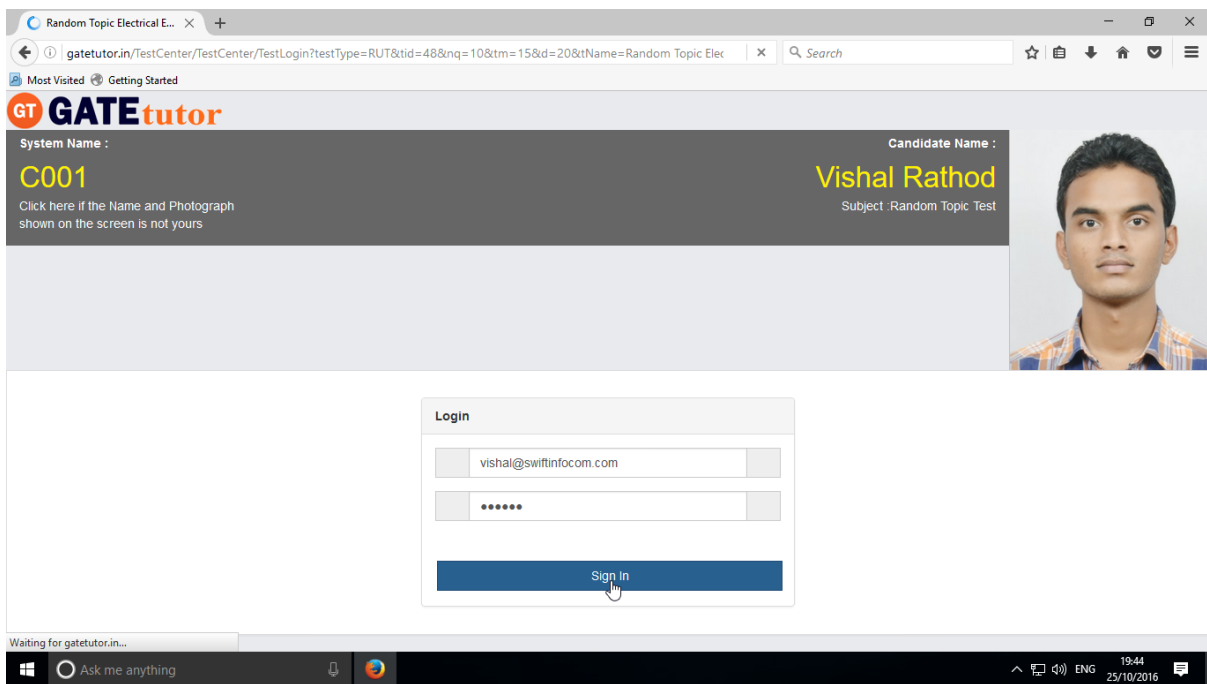 Random Topic Electrical E...
gatetutor.in/TestCenter/TestCenter/TestLogin?testType=RUT&tid=48&nq=10&tm=15&d=20&tName=Random Topic Elec
Search
Most Visited Getting Started
GT GATEtutor
System Name :
Candidate Name :
C001
Vishal Rathod
Click here if the Name and Photograph
shown on the screen is not yours
Subject :Random Topic Test
Login
vishal@swiftinfocom.com
Sign In
Waiting for gatetutor.in...
Ask me anything
ENG
19:44
25/10/2016